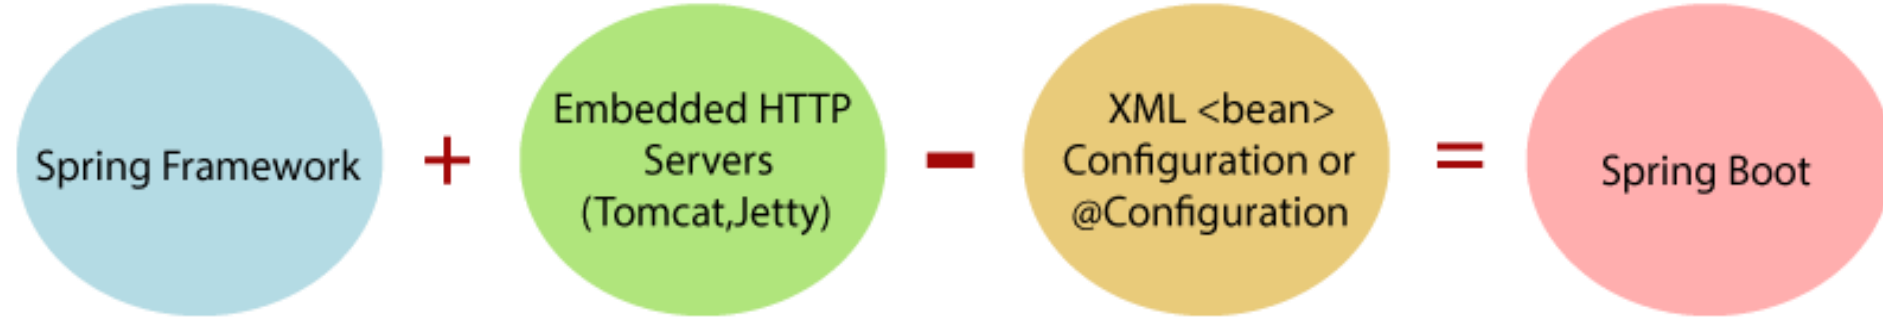 Spring Framework
+
Embedded HTTP
Servers
(Tomcat,Jetty)
-
XML <bean>
Configuration or
@Configuration
=
Spring Boot